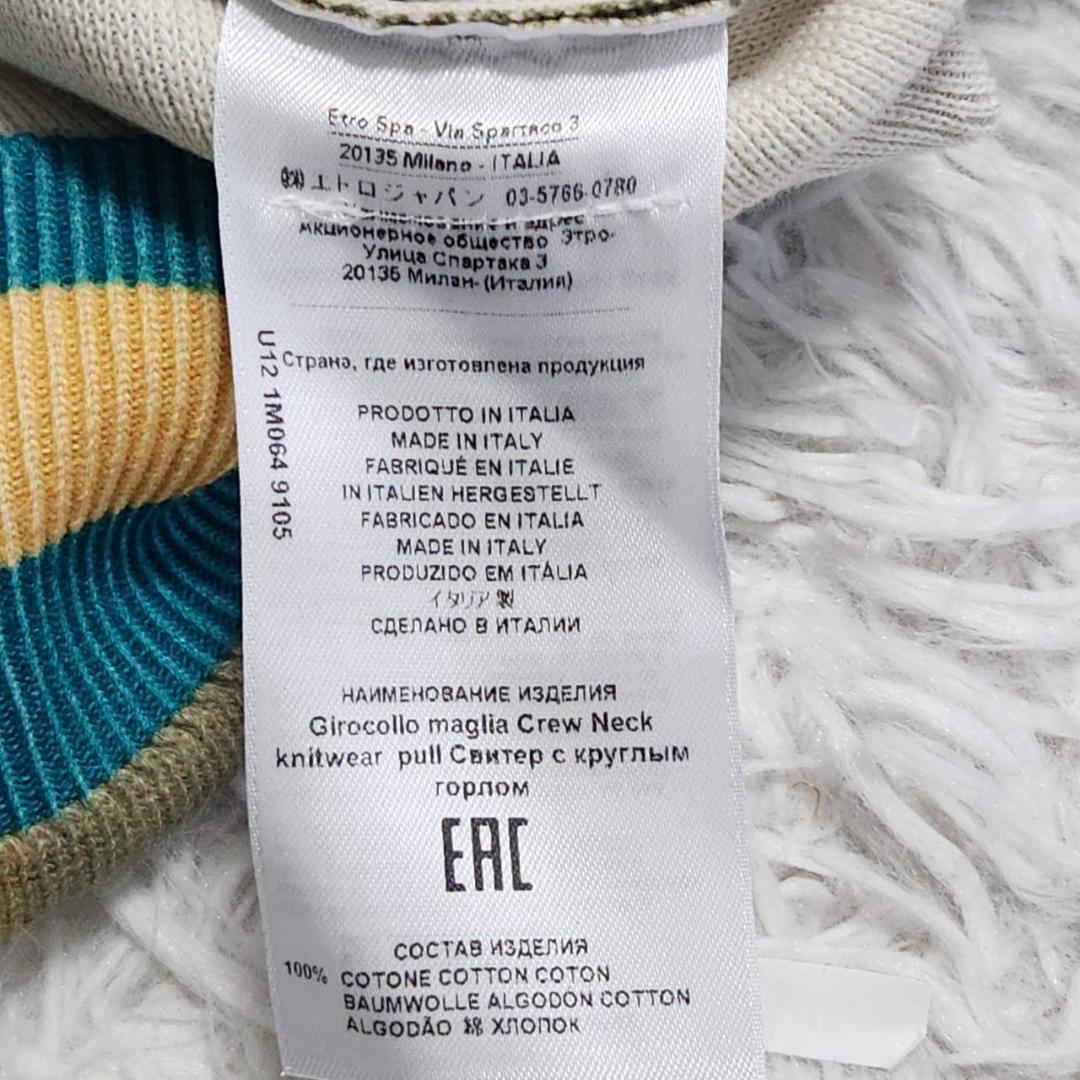 Etro Spa - Via Spartaco 3
20135 Milano - ITALIA
㈱エトロジャパン 03-5766-0780
наименование и адрес
Акционерное общество Этро-
Улица Спартака 3
20135 Милан- (Италия)
Страна, где изготовлена продукция
U12 1M064 9105
PRODOTTO IN ITALIA
MADE IN ITALY
FABRIQUÉ EN ITALIE
IN ITALIEN HERGESTELLT
FABRICADO EN ITALIA
MADE IN ITALY
PRODUZIDO EM ITÁLIA
イタリア製
СДЕЛАНО В ИТАЛИИ
НАИМЕНОВАНИЕ ИЗДЕЛИЯ
Girocollo maglia Crew Neck
knitwear pull Свитер с круглым
горлом
EAC
СОСТАВ ИЗДЕЛИЯ
100% COTONE COTTON COTON
BAUMWOLLE ALGODON COTTON
ALGODÃO 綿 ХЛОПОК